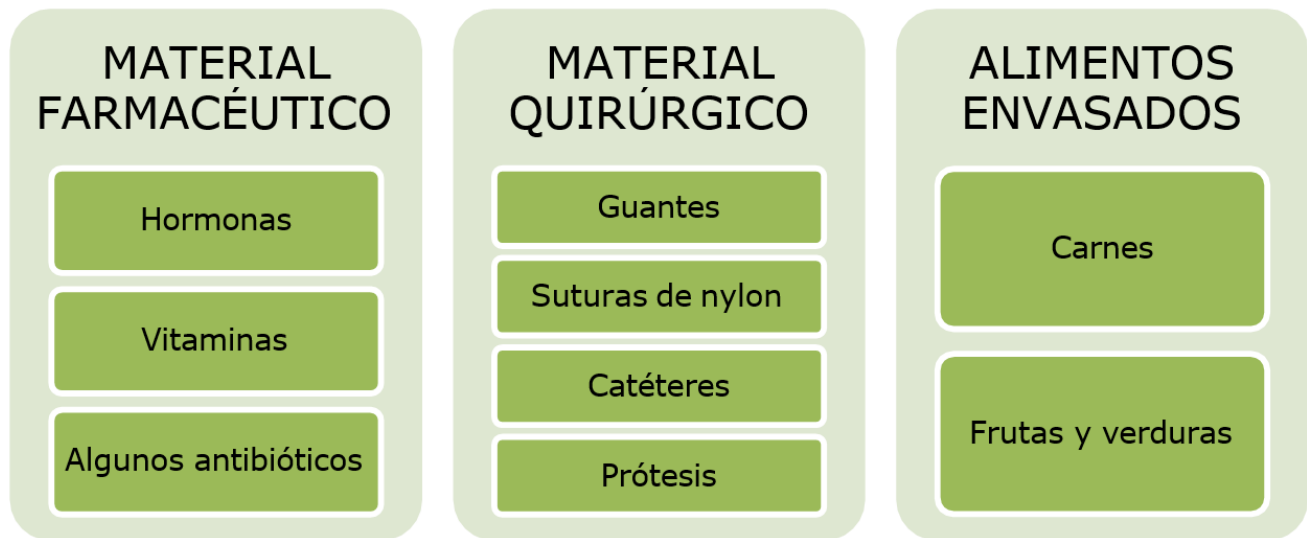 MATERIAL
FARMACÉUTICO
Hormonas
Vitaminas
Algunos antibióticos
MATERIAL
QUIRÚRGICO
Guantes
Suturas de nylon
Catéteres
Prótesis
ALIMENTOS
ENVASADOS
Carnes
Frutas y verduras